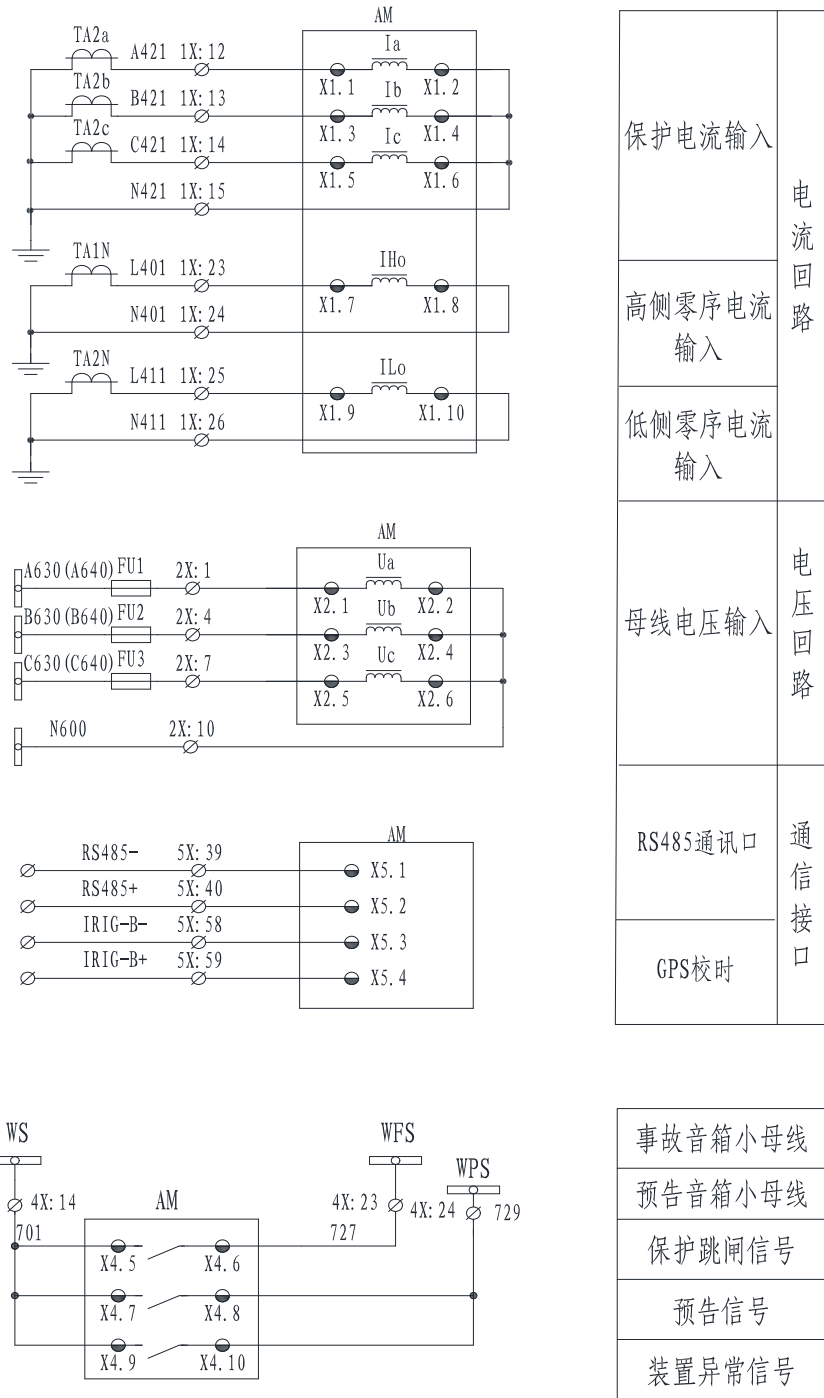 AM
TA2a
A421 1X:12
Ia
X1.1
X1.2
TA2b
B421 1X:13
Ib
X1.3
X1.4
TA2c
C421 1X:14
Ic
X1.5
X1.6
N421 1X:15
TA1N
L401 1X:23
IHo
X1.7
X1.8
N401 1X:24
TA2N
L411 1X:25
ILo
X1.9
X1.10
N411 1X:26
保护电流输入
高侧零序电流
输入
低侧零序电流
输入
电流回路
AM
A630(A640) FU1 2X:1
Ua
X2.1
X2.2
B630(B640) FU2 2X:4
Ub
X2.3
X2.4
C630(C640) FU3 2X:7
Uc
X2.5
X2.6
N600 2X:10
母线电压输入
电压回路
AM
RS485- 5X:39 X5.1
RS485+ 5X:40 X5.2
IRIG-B- 5X:58 X5.3
IRIG-B+ 5X:59 X5.4
RS485通讯口
GPS校时
通信接口
WS
WFS
WPS
4X:14
AM
4X:23
4X:24
729
701
727
X4.5
X4.6
X4.7
X4.8
X4.9
X4.10
事故音箱小母线
预告音箱小母线
保护跳闸信号
预告信号
装置异常信号